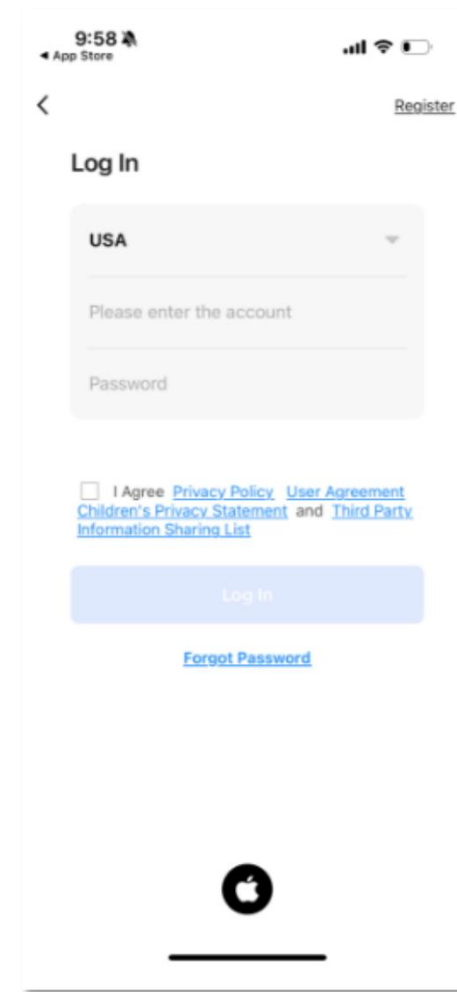 9:58
◀ App Store
Register
Log In
USA
Please enter the account
Password
I Agree Privacy Policy User Agreement
Children's Privacy Statement and Third Party
Information Sharing List
Log In
Forgot Password